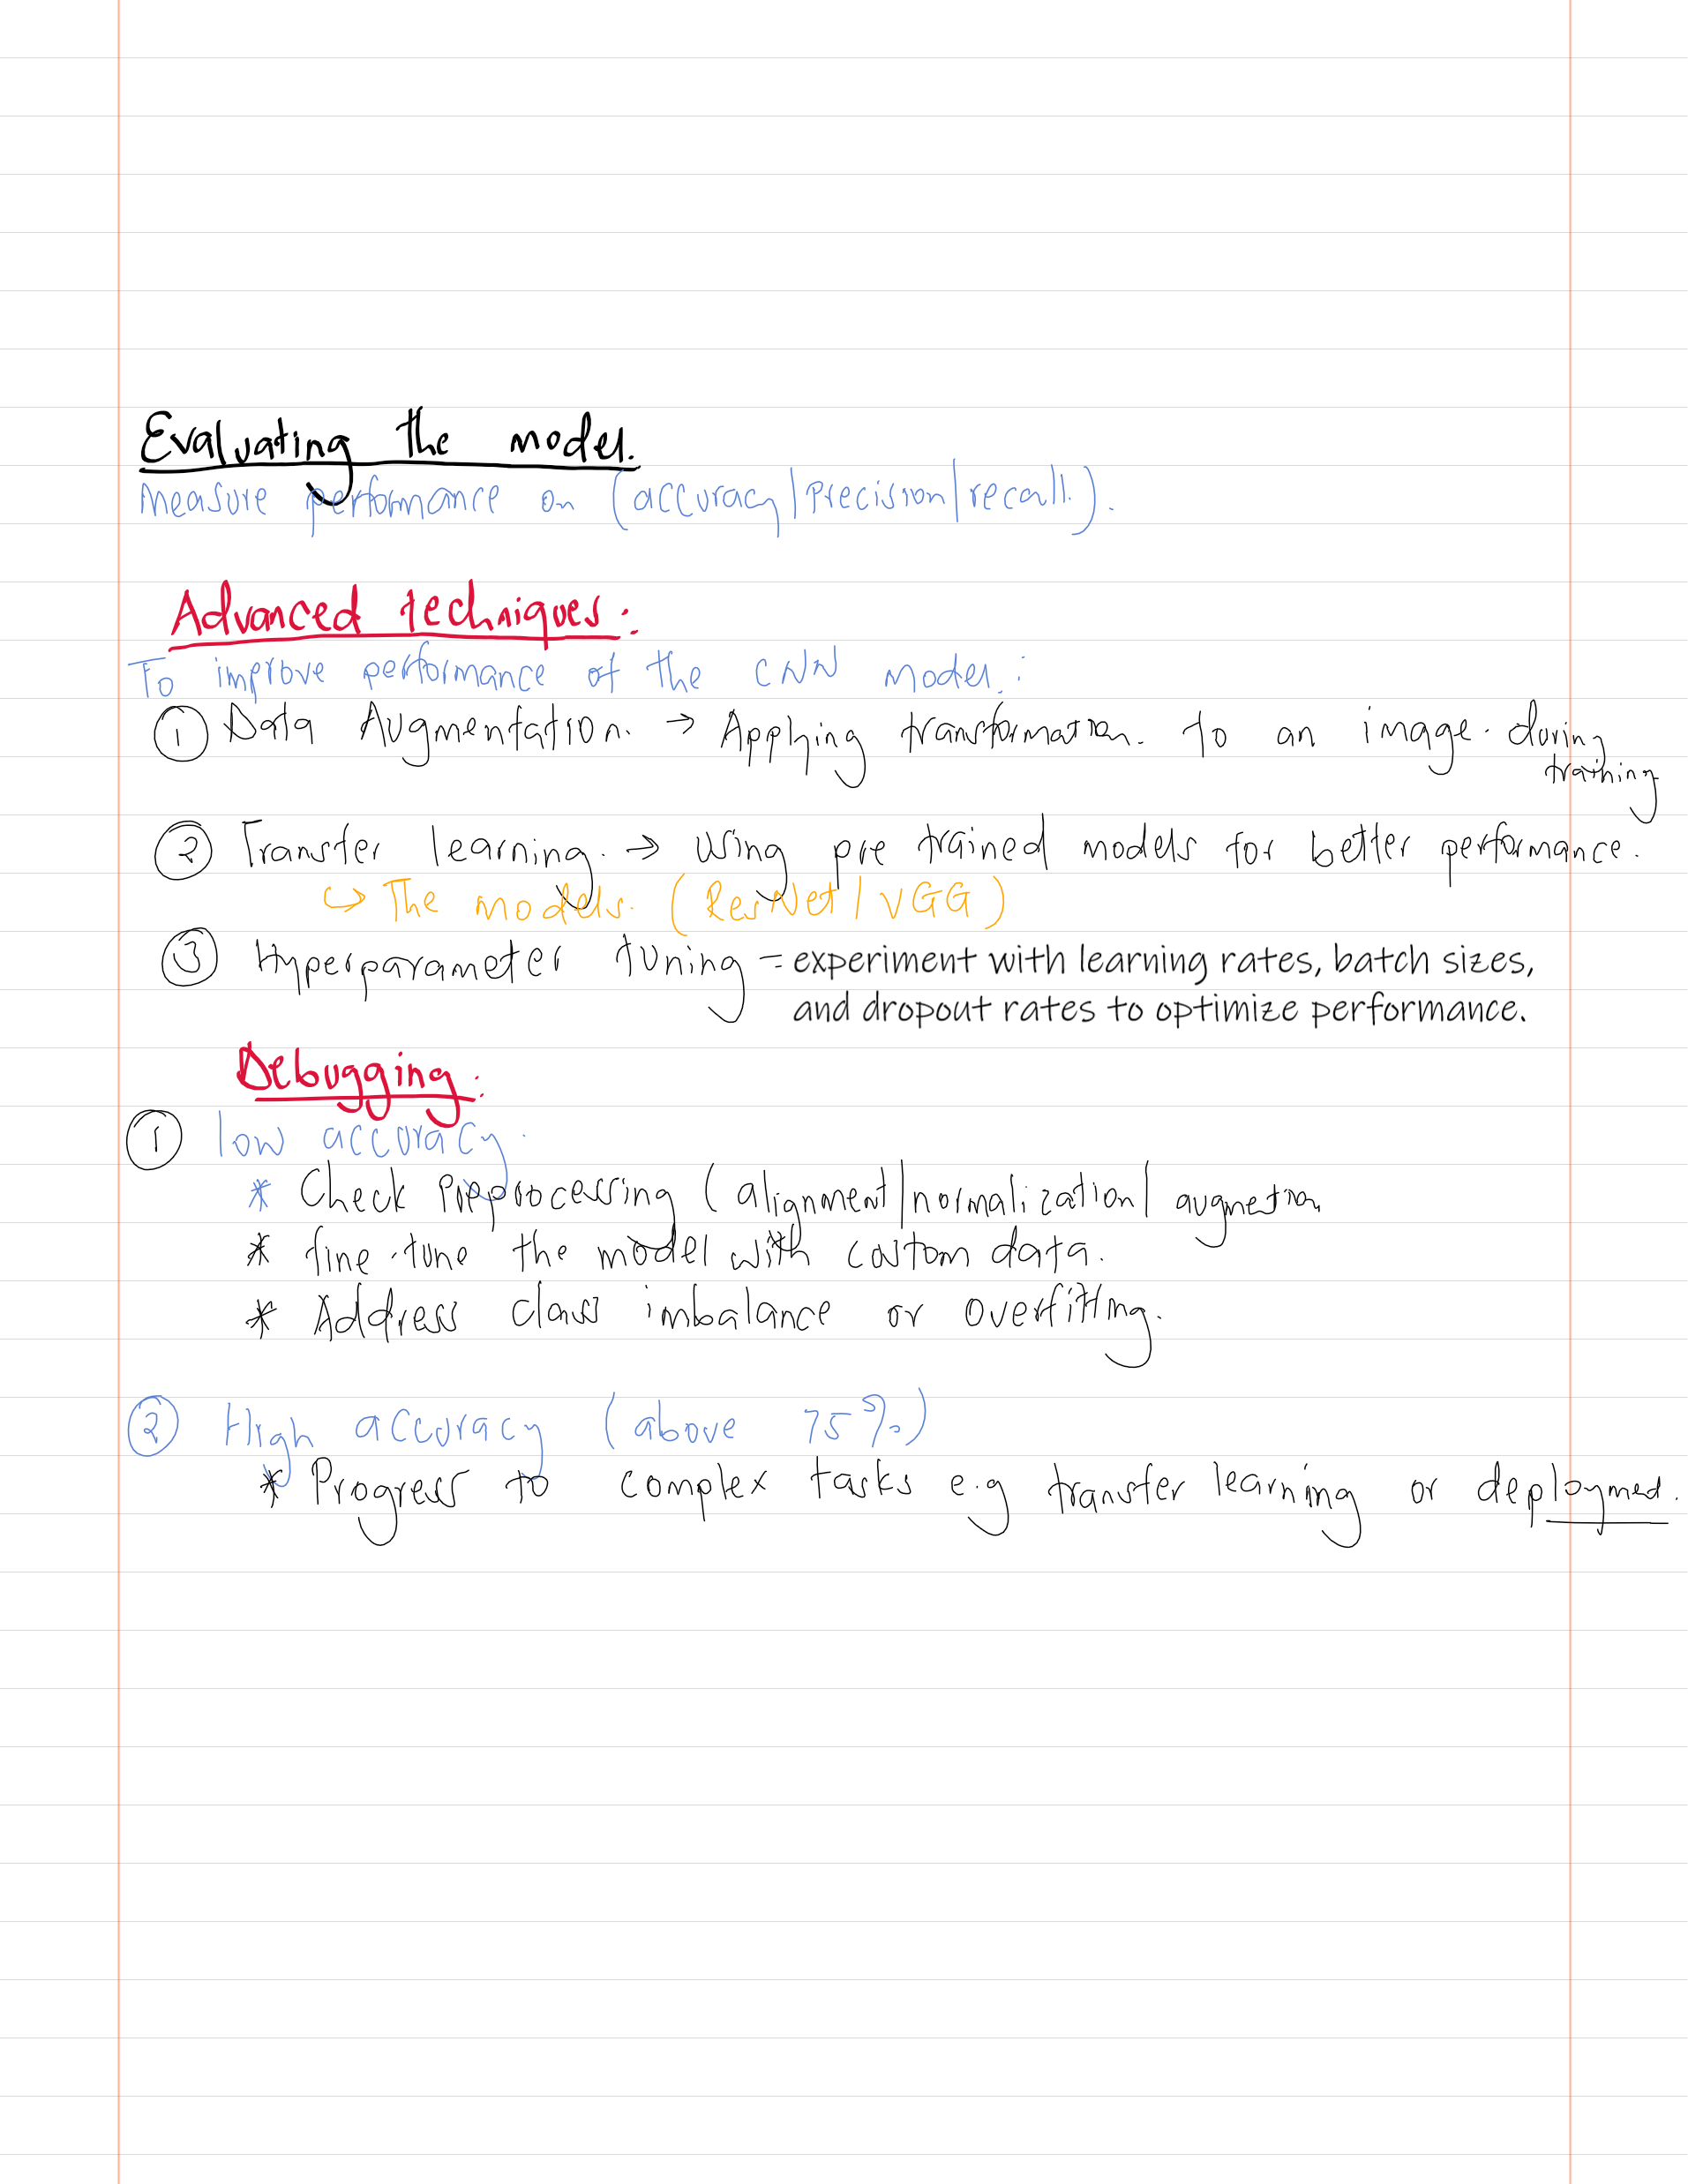 Evaluating the model.
Measure performance on (accuracy/Precision/recall.).
Advanced techniques:
To improve performance of the CNN model:
① Data Augmentation. → Applying transformation. to an image. during
training
② Transfer learning. → Using pre trained models for better performance.
↳ The models. (ResNet / VGG)
③ Hyperparameter tuning = experiment with learning rates, batch sizes,
and dropout rates to optimize performance.
Debugging:
① low accuracy.
* Check Preprocessing (alignment/normalization/ augmetion
* fine-tune the model with custom data.
* Address class imbalance or overfitting.
② High accuracy (above 75%)
* Progress to complex tasks e.g transfer learning or deploymed.